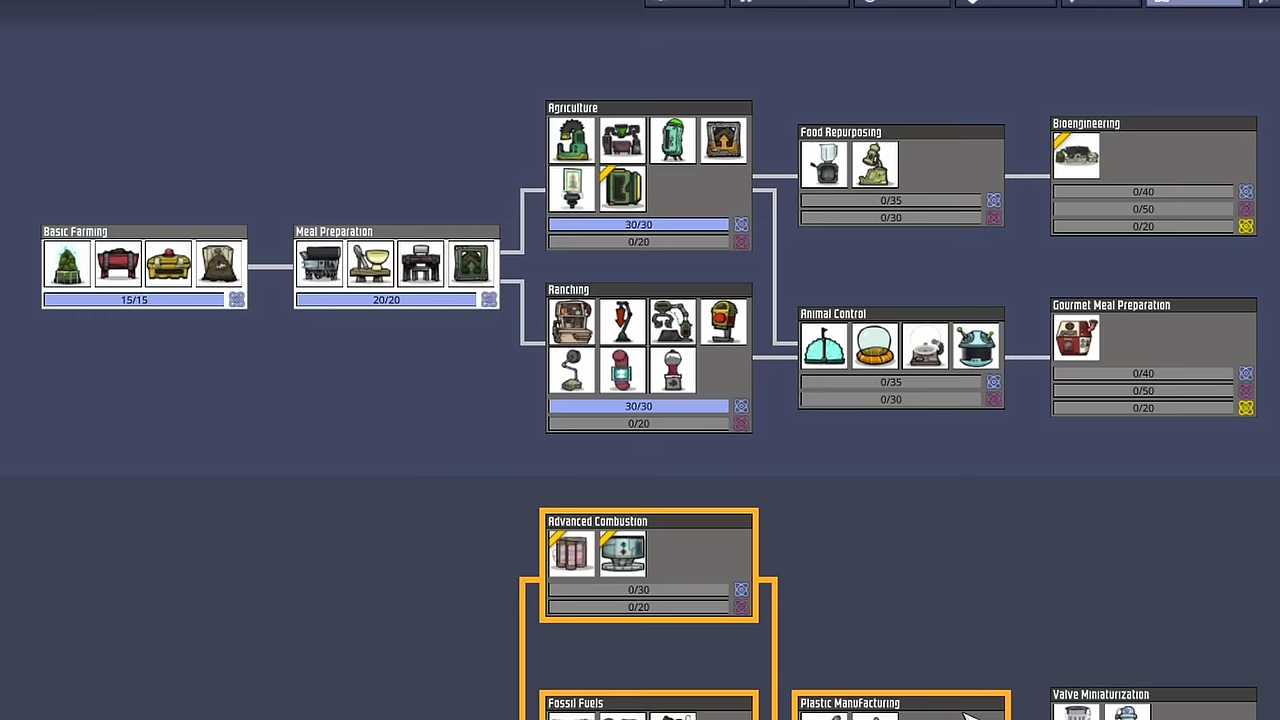 Agriculture
30/30
0/20
Food Repurposing
0/35
0/30
Bioengineering
0/40
0/50
0/20
Basic Farming
15/15
Meal Preparation
20/20
Ranching
30/30
0/20
Animal Control
0/35
0/30
Gourmet Meal Preparation
0/40
0/50
0/20
Advanced Combustion
0/30
0/20
Fossil Fuels
Plastic Manufacturing
Valve Miniaturization